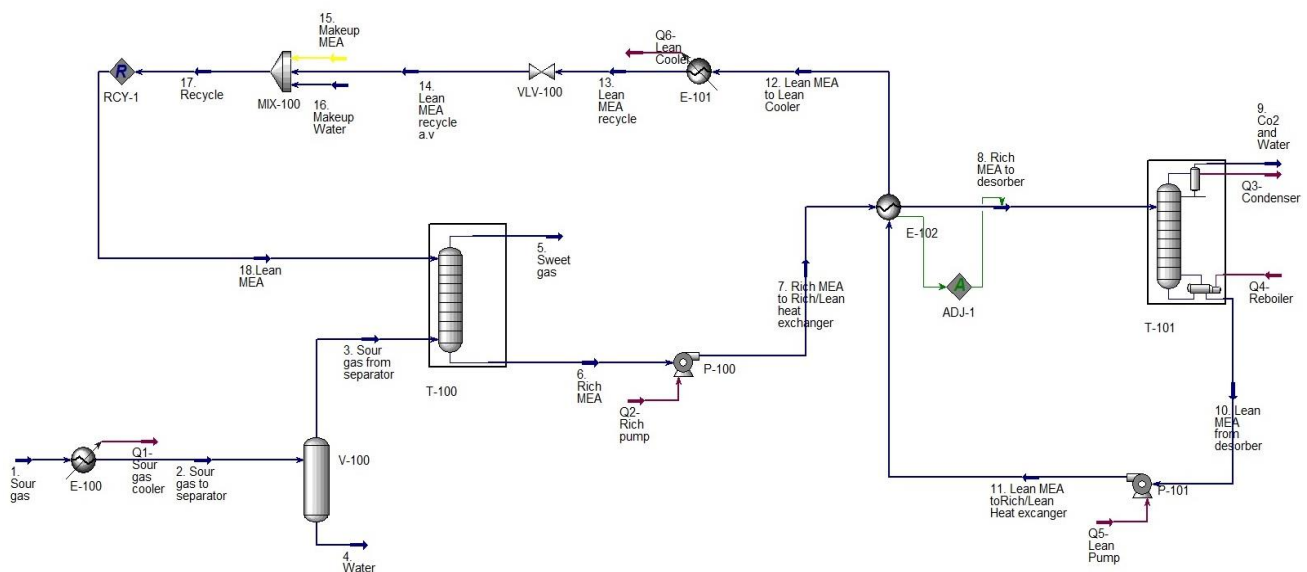 15.
Makeup
MEA
Q6-
Lean
Cooler
R
RCY-1
17.
Recycle
MIX-100
16.
Makeup
Water
14.
Lean
MEA
recycle
a.v
VLV-100
13.
Lean
MEA
recycle
E-101
12. Lean MEA
to Lean
Cooler
9.
Co2
and
Water
8. Rich
MEA to
desorber
Q3-
Condenser
E-102
A
ADJ-1
Q4-
Reboiler
T-101
18.Lean
MEA
5.
Sweet
gas
7. Rich MEA
to Rich/Lean
heat
exchanger
3. Sour
gas from
separator
T-100
6.
Rich
MEA
P-100
Q2-
Rich
pump
10. Lean
MEA
from
desorber
1.
Sour
gas
E-100
Q1-
Sour
gas
cooler
2. Sour
gas to
separator
V-100
4.
Water
11. Lean MEA
toRich/Lean
Heat excanger
P-101
Q5-
Lean
Pump